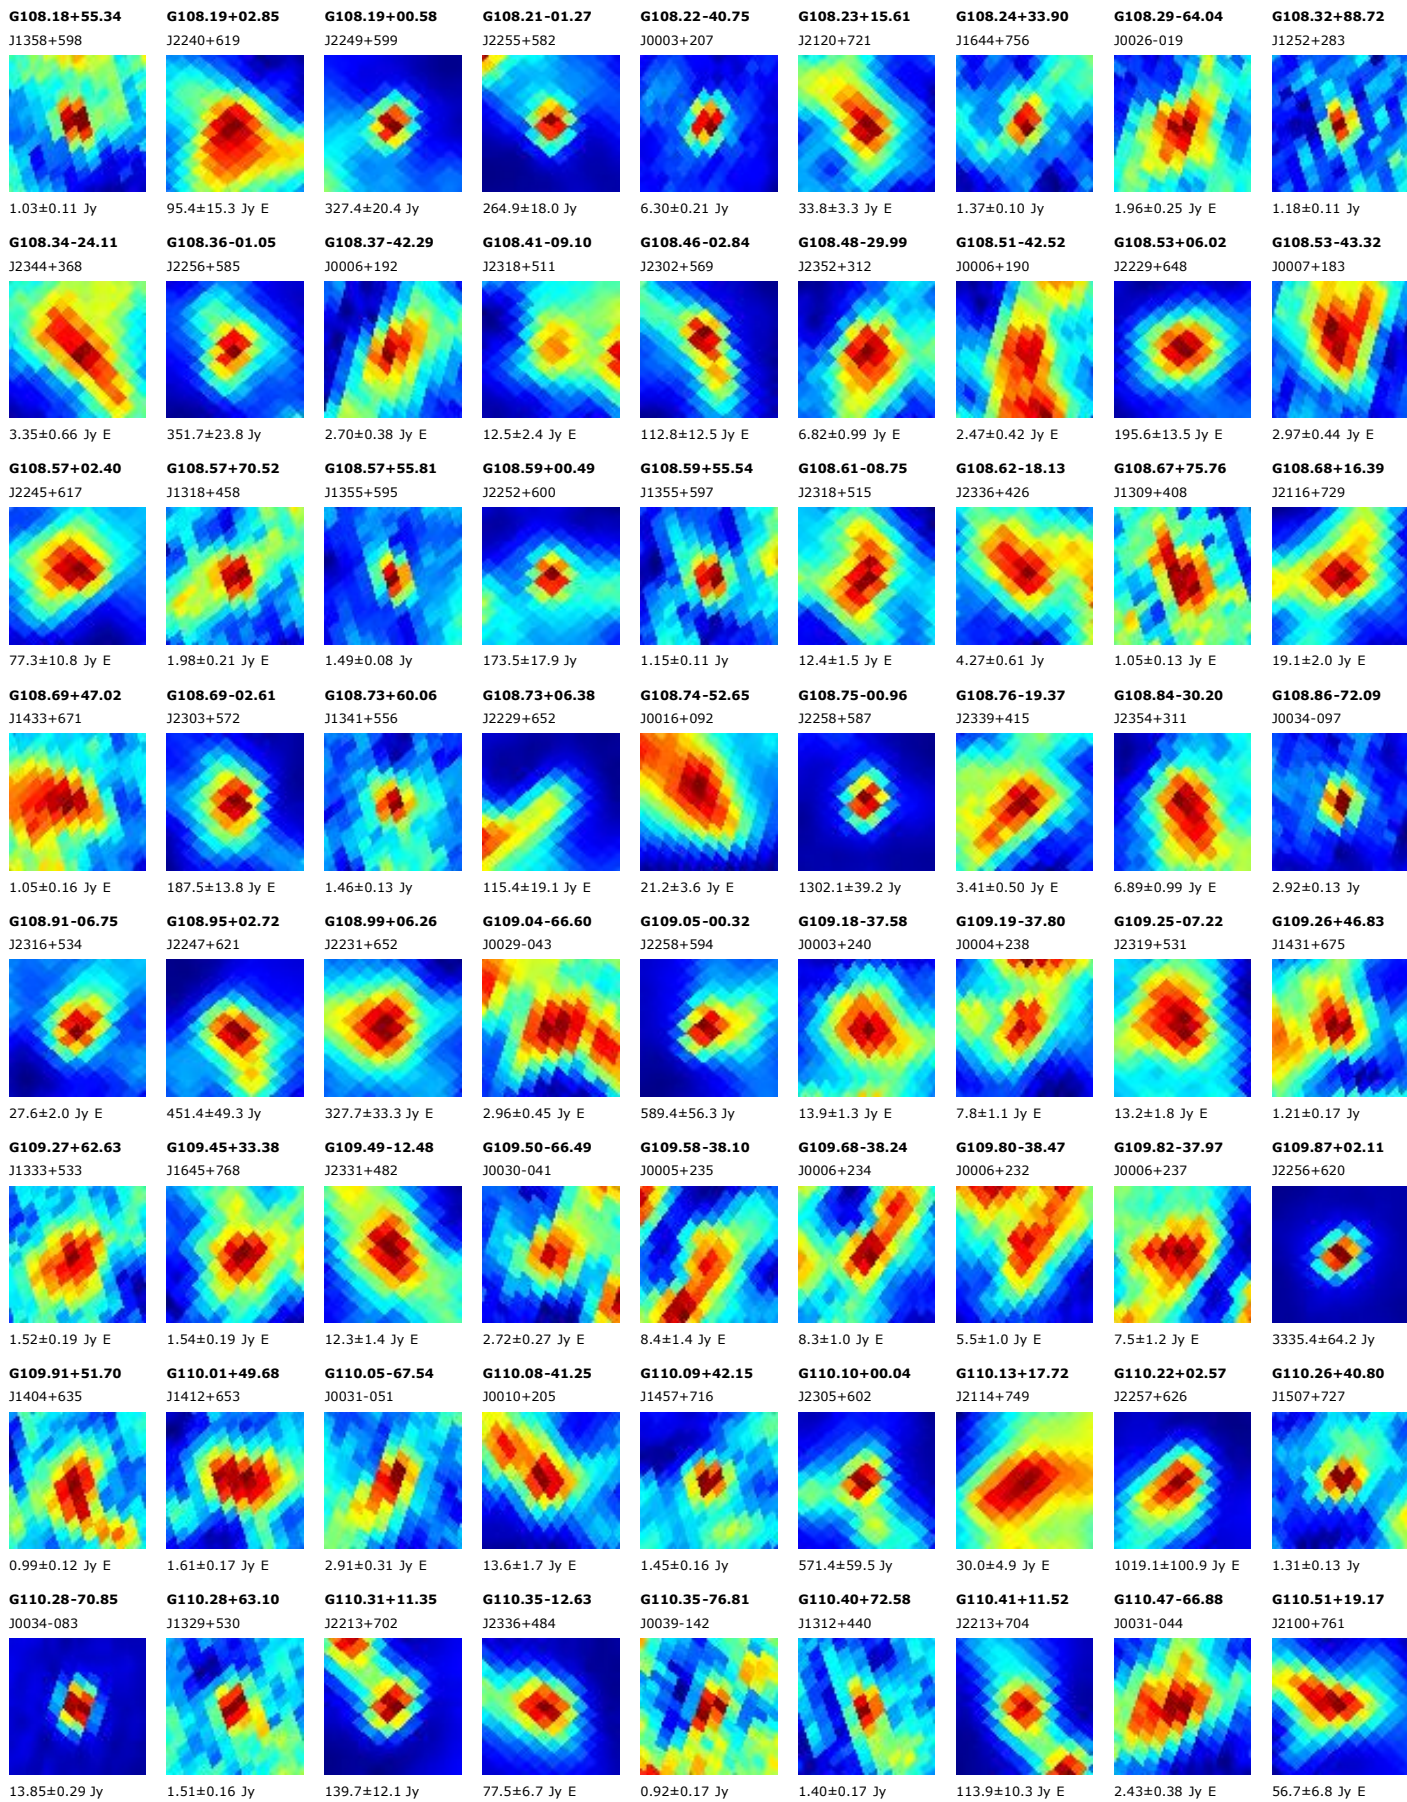 G108.18+55.34 G108.19+02.85 G108.19+00.58 G108.21-01.27 G108.22-40.75 G108.23+15.61 G108.24+33.90 G108.29-64.04 G108.32+88.72
J1358+598 J2240+619 J2249+599 J2255+582 J0003+207 J2120+721 J1644+756 J0026-019 J1252+283
1.03±0.11 Jy 95.4±15.3 Jy E 327.4±20.4 Jy 264.9±18.0 Jy 6.30±0.21 Jy 33.8±3.3 Jy E 1.37±0.10 Jy 1.96±0.25 Jy E 1.18±0.11 Jy
G108.34-24.11 G108.36-01.05 G108.37-42.29 G108.41-09.10 G108.46-02.84 G108.48-29.99 G108.51-42.52 G108.53+06.02 G108.53-43.32
J2344+368 J2256+585 J0006+192 J2318+511 J2302+569 J2352+312 J0006+190 J2229+648 J0007+183
3.35±0.66 Jy E 351.7±23.8 Jy 2.70±0.38 Jy E 12.5±2.4 Jy E 112.8±12.5 Jy E 6.82±0.99 Jy E 2.47±0.42 Jy E 195.6±13.5 Jy E 2.97±0.44 Jy E
G108.57+02.40 G108.57+70.52 G108.57+55.81 G108.59+00.49 G108.59+55.54 G108.61-08.75 G108.62-18.13 G108.67+75.76 G108.68+16.39
J2245+617 J1318+458 J1355+595 J2252+600 J1355+597 J2318+515 J2336+426 J1309+408 J2116+729
77.3±10.8 Jy E 1.98±0.21 Jy E 1.49±0.08 Jy 173.5±17.9 Jy 1.15±0.11 Jy 12.4±1.5 Jy E 4.27±0.61 Jy 1.05±0.13 Jy E 19.1±2.0 Jy E
G108.69+47.02 G108.69-02.61 G108.73+60.06 G108.73+06.38 G108.74-52.65 G108.75-00.96 G108.76-19.37 G108.84-30.20 G108.86-72.09
J1433+671 J2303+572 J1341+556 J2229+652 J0016+092 J2258+587 J2339+415 J2354+311 J0034-097
1.05±0.16 Jy E 187.5±13.8 Jy E 1.46±0.13 Jy 115.4±19.1 Jy E 21.2±3.6 Jy E 1302.1±39.2 Jy 3.41±0.50 Jy E 6.89±0.99 Jy E 2.92±0.13 Jy
G108.91-06.75 G108.95+02.72 G108.99+06.26 G109.04-66.60 G109.05-00.32 G109.18-37.58 G109.19-37.80 G109.25-07.22 G109.26+46.83
J2316+534 J2247+621 J2231+652 J0029-043 J2258+594 J0003+240 J0004+238 J2319+531 J1431+675
27.6±2.0 Jy E 451.4±49.3 Jy 327.7±33.3 Jy E 2.96±0.45 Jy E 589.4±56.3 Jy 13.9±1.3 Jy E 7.8±1.1 Jy E 13.2±1.8 Jy E 1.21±0.17 Jy
G109.27+62.63 G109.45+33.38 G109.49-12.48 G109.50-66.49 G109.58-38.10 G109.68-38.24 G109.80-38.47 G109.82-37.97 G109.87+02.11
J1333+533 J1645+768 J2331+482 J0030-041 J0005+235 J0006+234 J0006+232 J0006+237 J2256+620
1.52±0.19 Jy E 1.54±0.19 Jy E 12.3±1.4 Jy E 2.72±0.27 Jy E 8.4±1.4 Jy E 8.3±1.0 Jy E 5.5±1.0 Jy E 7.5±1.2 Jy E 3335.4±64.2 Jy
G109.91+51.70 G110.01+49.68 G110.05-67.54 G110.08-41.25 G110.09+42.15 G110.10+00.04 G110.13+17.72 G110.22+02.57 G110.26+40.80
J1404+635 J1412+653 J0031-051 J0010+205 J1457+716 J2305+602 J2114+749 J2257+626 J1507+727
0.99±0.12 Jy E 1.61±0.17 Jy E 2.91±0.31 Jy E 13.6±1.7 Jy E 1.45±0.16 Jy 571.4±59.5 Jy 30.0±4.9 Jy E 1019.1±100.9 Jy E 1.31±0.13 Jy
G110.28-70.85 G110.28+63.10 G110.31+11.35 G110.35-12.63 G110.35-76.81 G110.40+72.58 G110.41+11.52 G110.47-66.88 G110.51+19.17
J0034-083 J1329+530 J2213+702 J2336+484 J0039-142 J1312+440 J2213+704 J0031-044 J2100+761
13.85±0.29 Jy 1.51±0.16 Jy 139.7±12.1 Jy 77.5±6.7 Jy E 0.92±0.17 Jy 1.40±0.17 Jy 113.9±10.3 Jy E 2.43±0.38 Jy E 56.7±6.8 Jy E